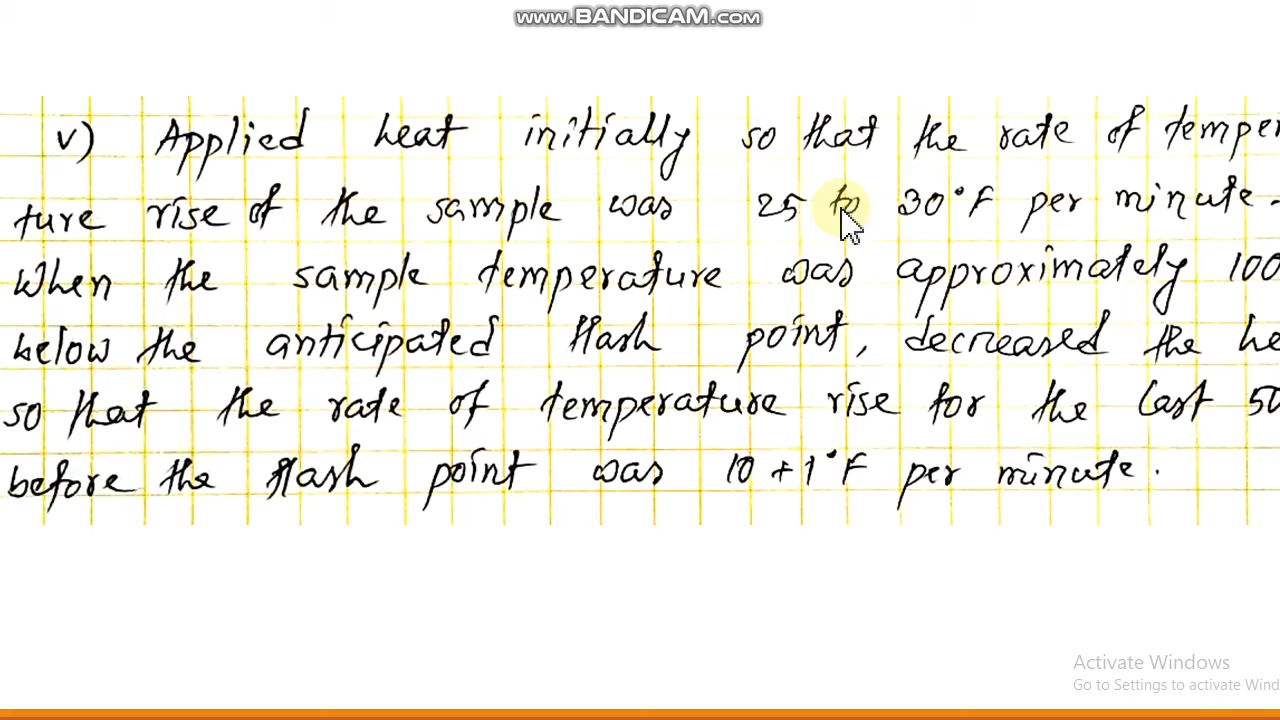 www.BANDICAM.com
v) Applied heat initially so that the rate of temper
ture rise of the sample was 25 to 30°F per minute.
When the sample temperature was approximately 100
below the anticipated flash point, decreased the he
so that the rate of temperature rise for the last 50
before the flash point was 10 + 1°F per minute.
Activate Windows
Go to Settings to activate Wind